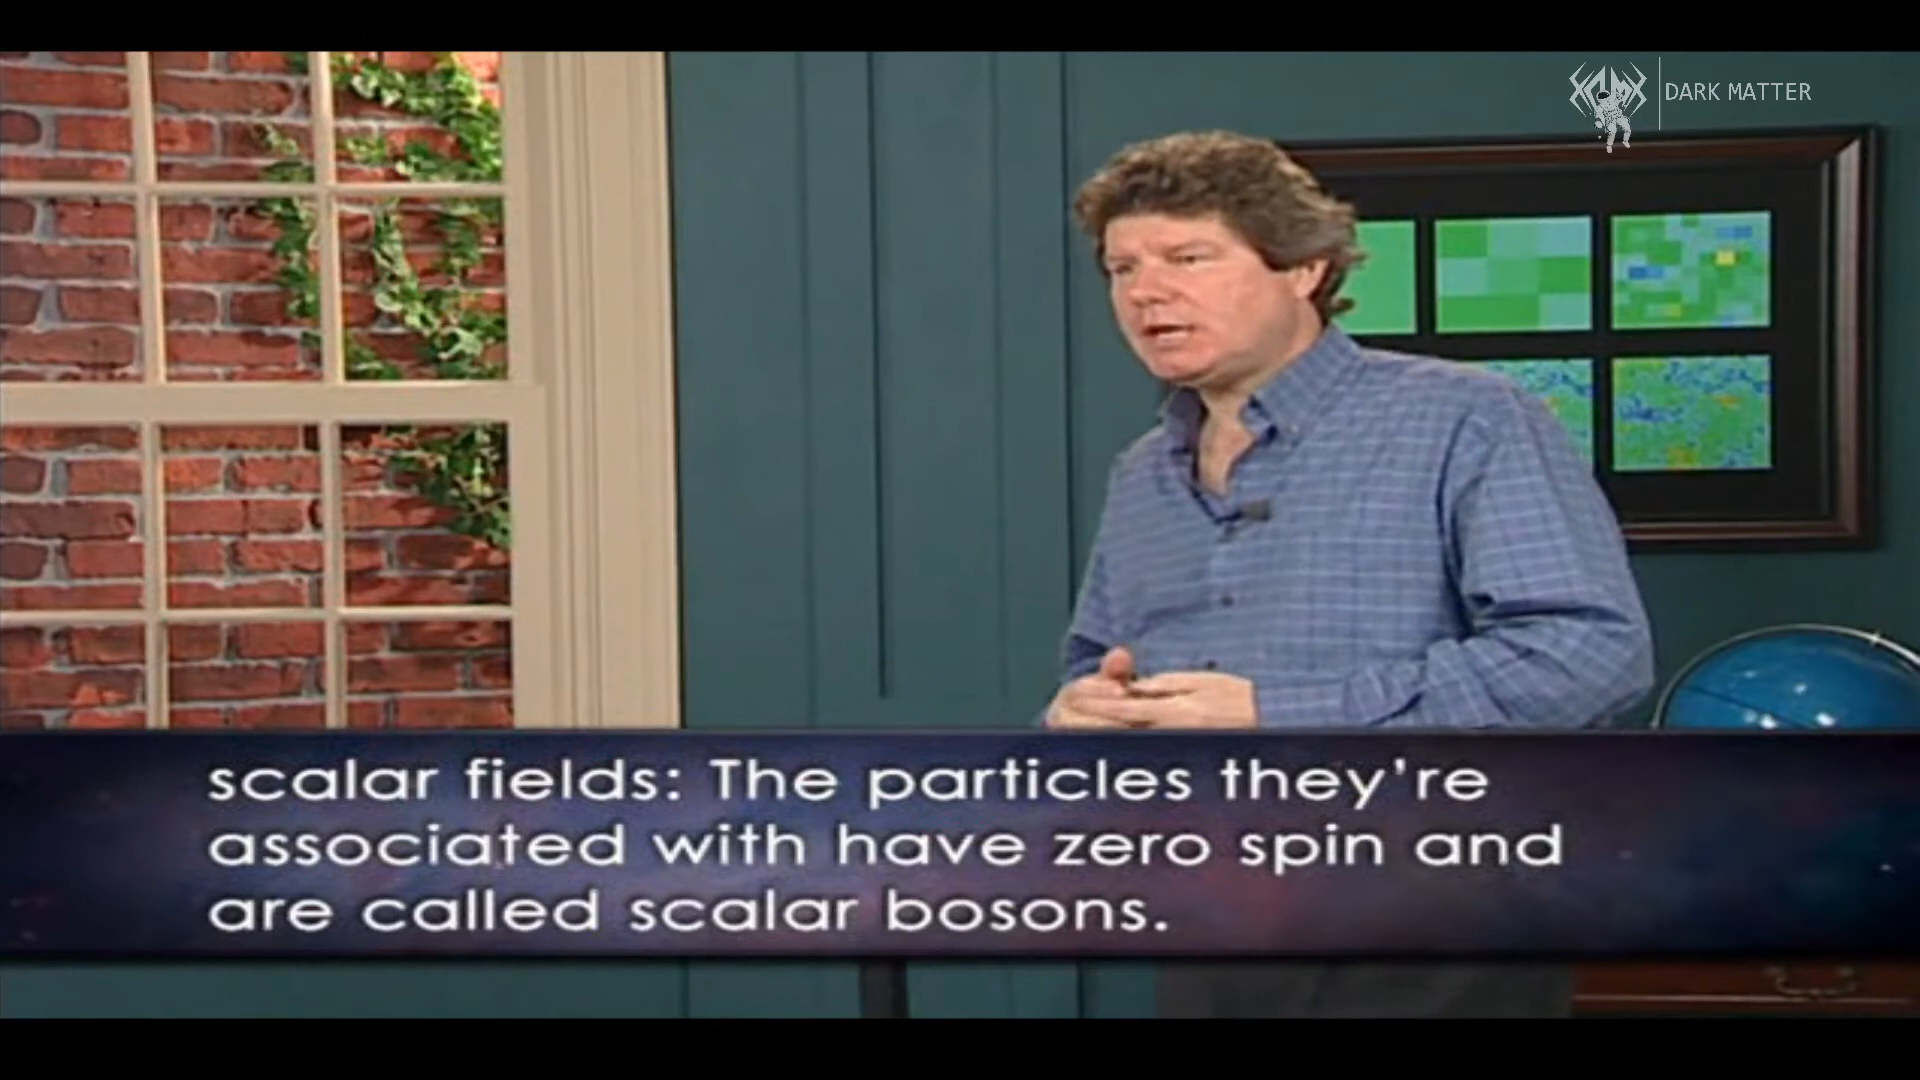 DARK MATTER
scalar fields: The particles they're
associated with have zero spin and
are called scalar bosons.